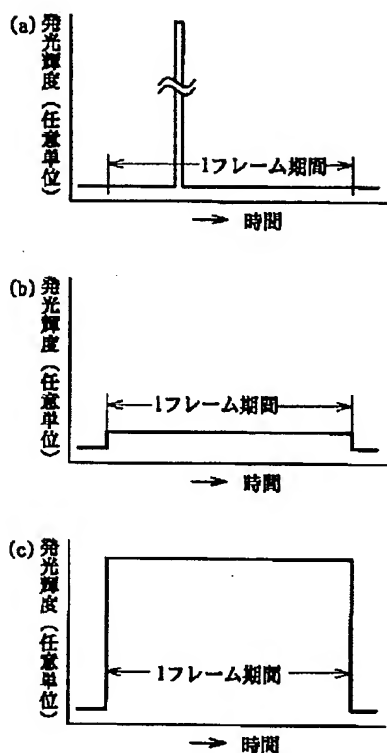 (a)
発光輝度(任意単位)
1フレーム期間
時間
(b)
発光輝度(任意単位)
1フレーム期間
時間
(c)
発光輝度(任意単位)
1フレーム期間
時間